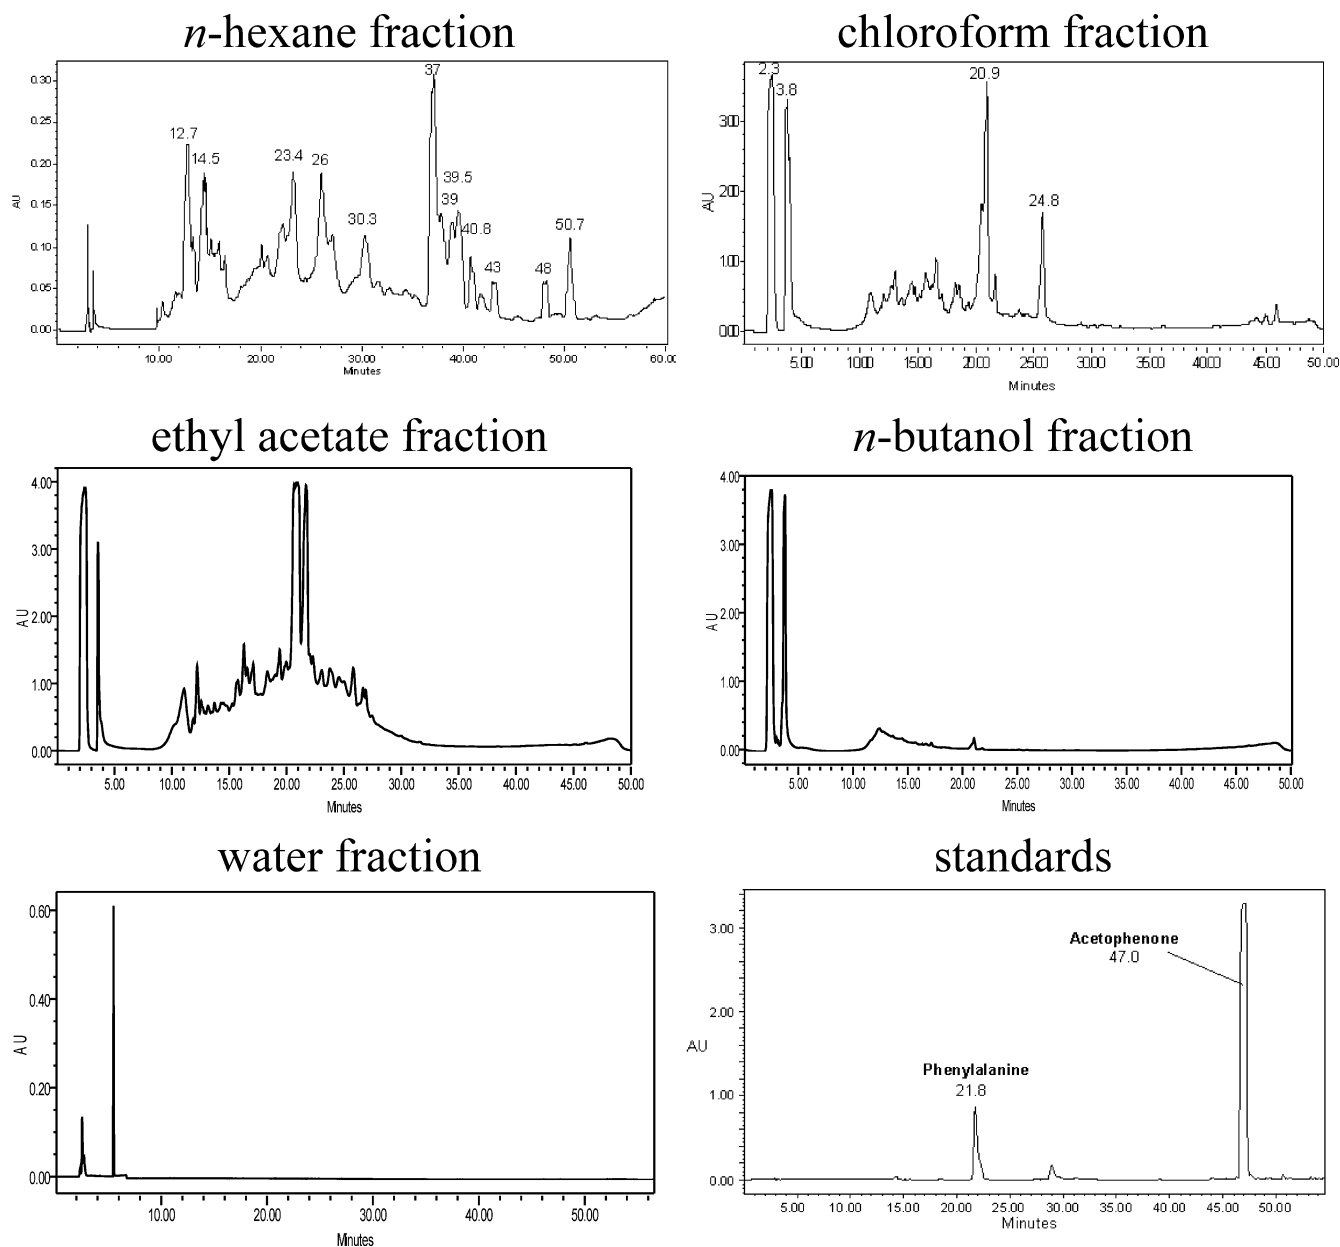 n-hexane fraction
chloroform fraction
0.30
0.25
0.20
0.15
0.10
0.05
0.00
AU
12.7
14.5
23.4
26
30.3
37
39.5
39
40.8
43
48
50.7
10.00 20.00 30.00 40.00 50.00
Minutes
2.3
3.8
20.9
24.8
AU
45.00 50.00
Minutes
ethyl acetate fraction
n-butanol fraction
4.00
3.00
2.00
1.00
0.00
AU
5.00 10.00 15.00 20.00 25.00 30.00 35.00 40.00 45.00 50.00
Minutes
4.00
3.00
2.00
1.00
0.00
AU
5.00 10.00 15.00 20.00 25.00 30.00 35.00 40.00 45.00 50.00
Minutes
water fraction
standards
0.60
0.40
0.20
0.00
AU
10.00 20.00 30.00 40.00 50.00
Minutes
3.00
2.00
1.00
0.00
AU
Acetophenone
47.0
Phenylalanine
21.8
5.00 10.00 15.00 20.00 25.00 30.00 35.00 40.00 45.00 50.00
Minutes